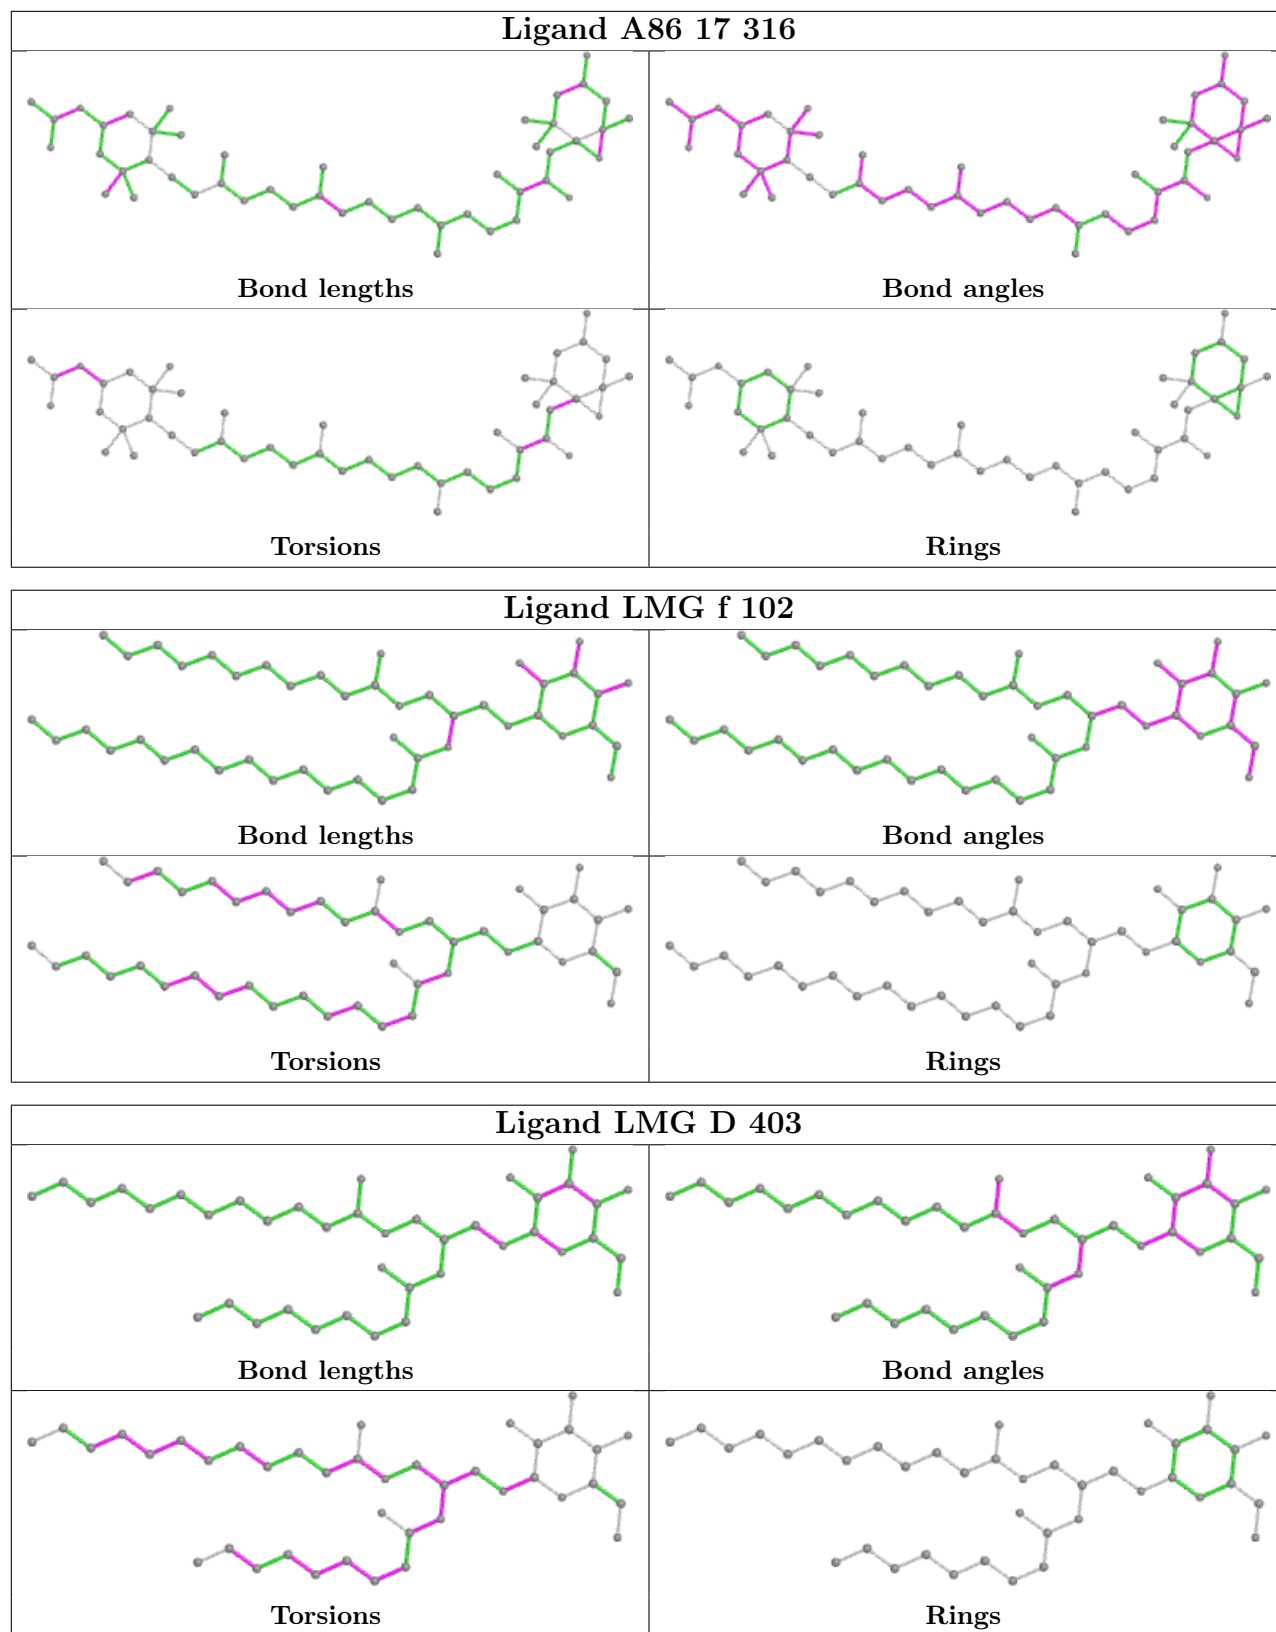 Ligand A86 17 316
Bond lengths
Bond angles
Torsions
Rings
Ligand LMG f 102
Bond lengths
Bond angles
Torsions
Rings
Ligand LMG D 403
Bond lengths
Bond angles
Torsions
Rings